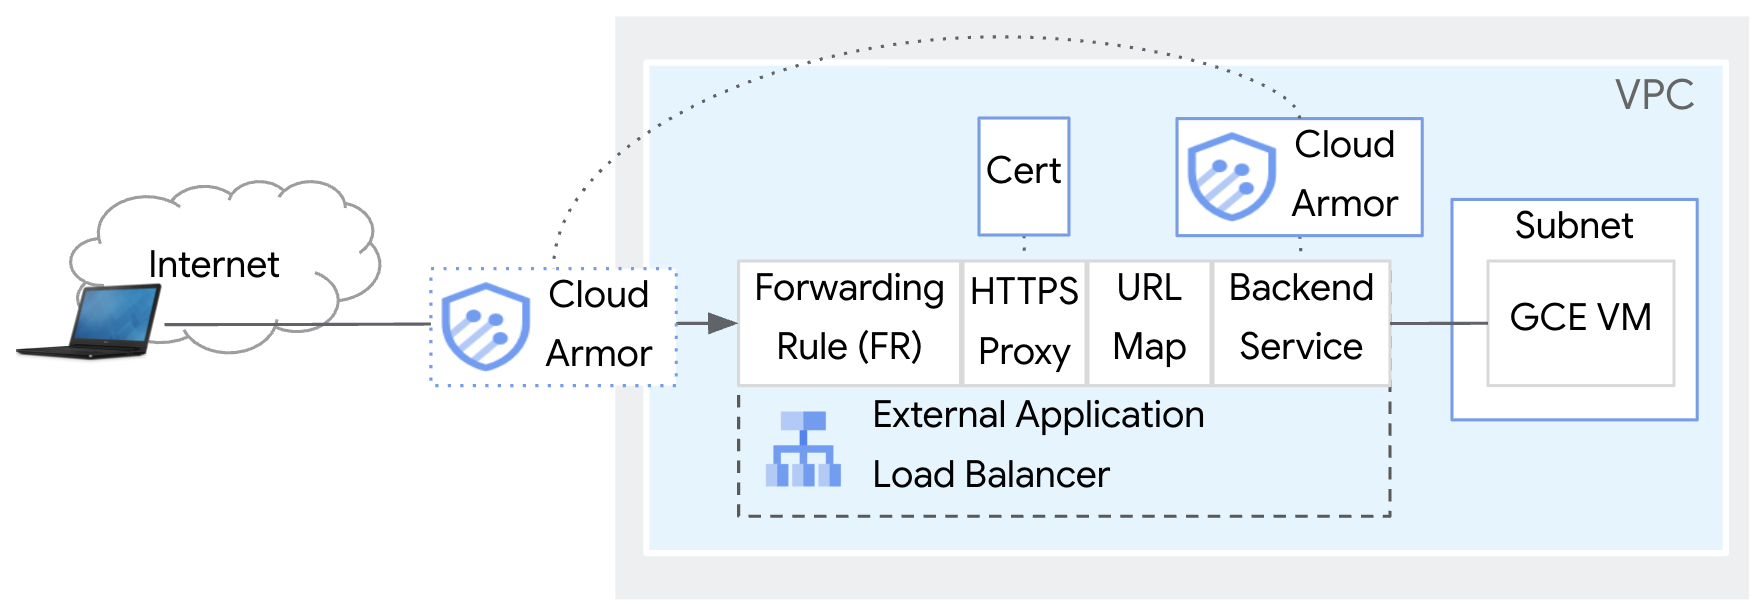 VPC
Internet
Cloud
Armor
Cert
Cloud
Armor
Forwarding
Rule (FR)
HTTPS
Proxy
URL
Map
Backend
Service
External Application
Load Balancer
Subnet
GCE VM